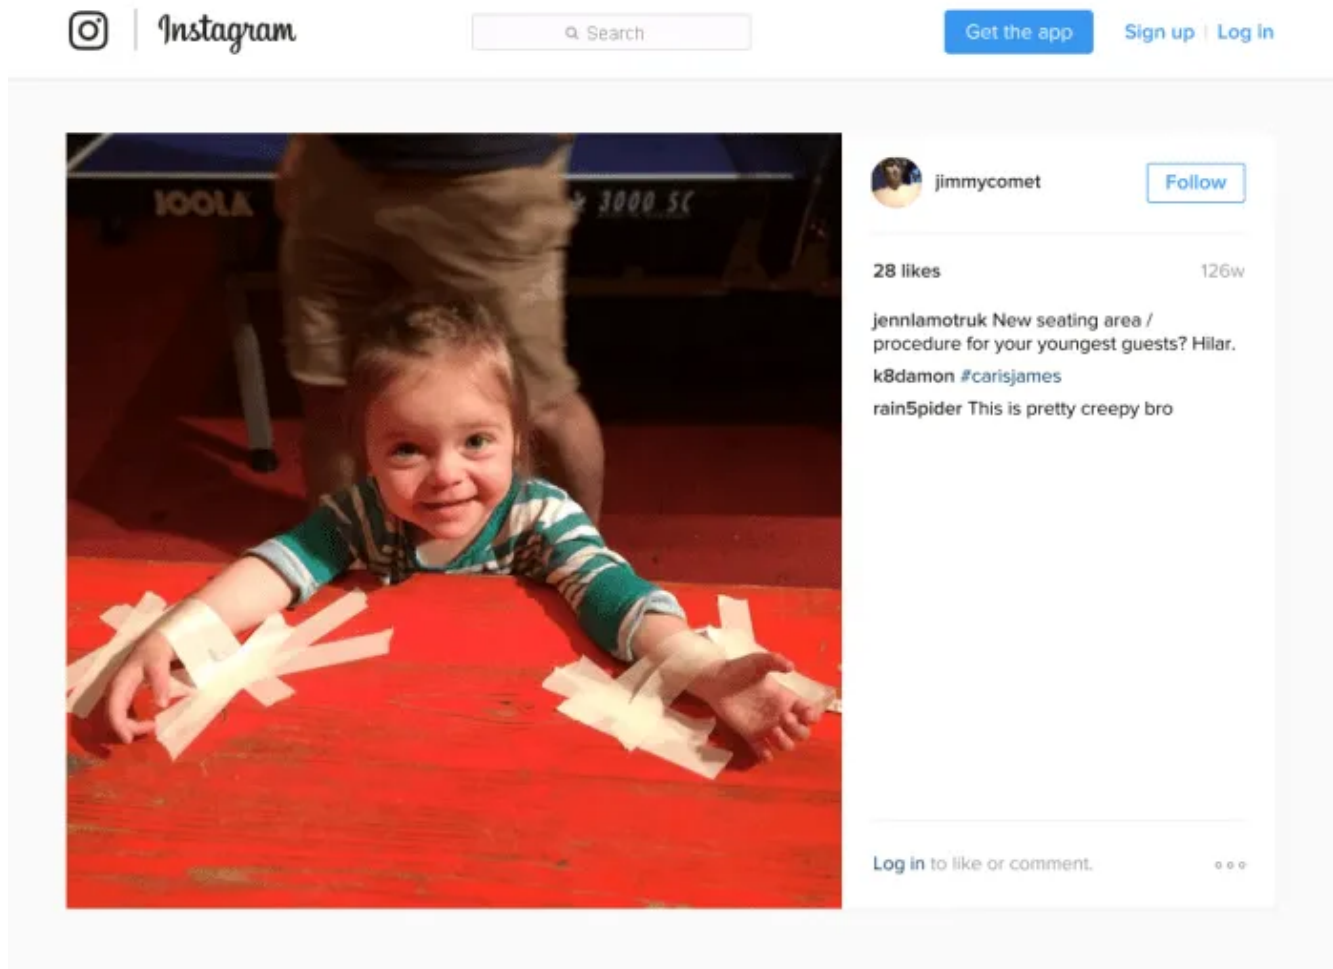 Instagram
Search
Get the app
Sign up | Log in
JOOLA
3000 SC
jimmycomet
Follow
28 likes
126w
jennlamotruk New seating area /
procedure for your youngest guests? Hilar.
k8damon #carisjames
rain5pider This is pretty creepy bro
Log in to like or comment.